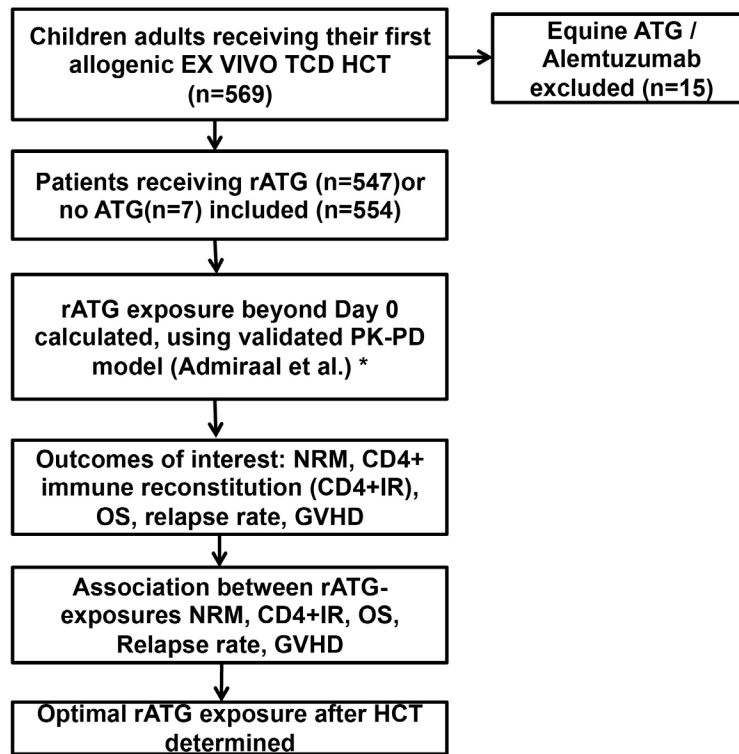 Children adults receiving their first
allogenic EX VIVO TCD HCT
(n=569)
Equine ATG /
Alemtuzumab
excluded (n=15)
Patients receiving rATG (n=547)or
no ATG(n=7) included (n=554)
rATG exposure beyond Day 0
calculated, using validated PK-PD
model (Admiraal et al.) *
Outcomes of interest: NRM, CD4+
immune reconstitution (CD4+IR),
OS, relapse rate, GVHD
Association between rATG-
exposures NRM, CD4+IR, OS,
Relapse rate, GVHD
Optimal rATG exposure after HCT
determined